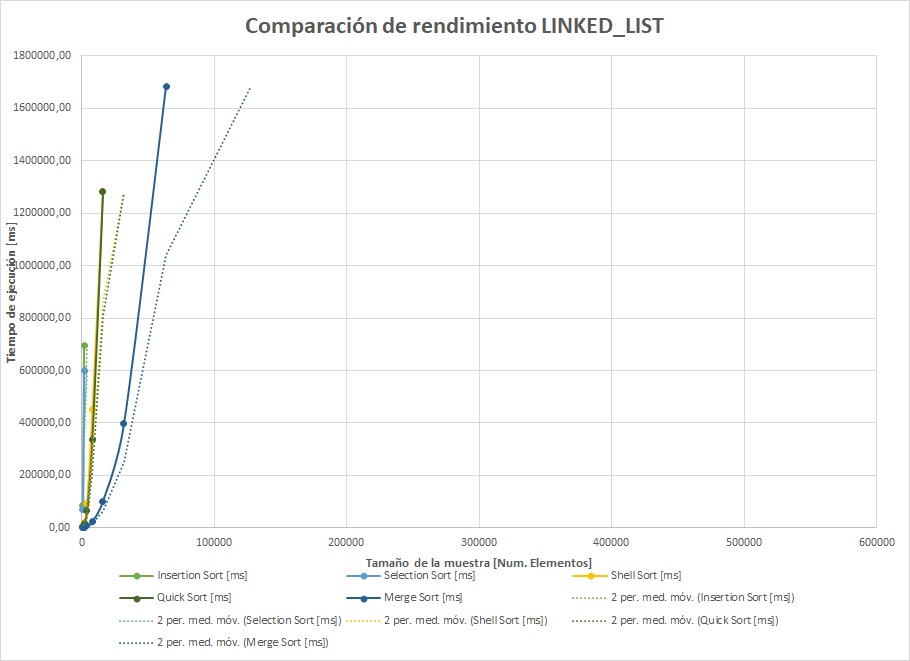 Comparación de rendimiento LINKED_LIST
1800000,00
1600000,00
1400000,00
1200000,00
1000000,00
800000,00
600000,00
400000,00
200000,00
0,00
Tiempo de ejecución [ms]
0
100000
200000
300000
400000
500000
600000
Tamaño de la muestra [Num. Elementos]
Insertion Sort [ms]
Selection Sort [ms]
Shell Sort [ms]
Quick Sort [ms]
Merge Sort [ms]
2 per. med. móv. (Insertion Sort [ms])
2 per. med. móv. (Selection Sort [ms])
2 per. med. móv. (Shell Sort [ms])
2 per. med. móv. (Quick Sort [ms])
2 per. med. móv. (Merge Sort [ms])